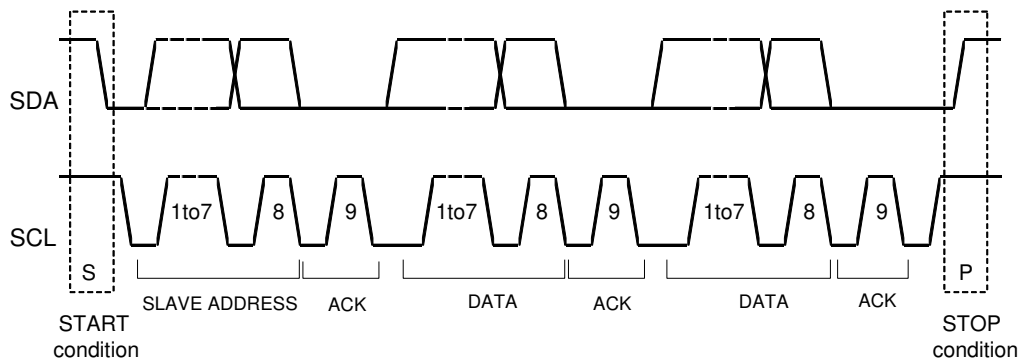 SDA
1to7 8 9 1to7 8 9 1to7 8 9
SCL
S P
SLAVE ADDRESS ACK DATA ACK DATA ACK
START
condition
STOP
condition